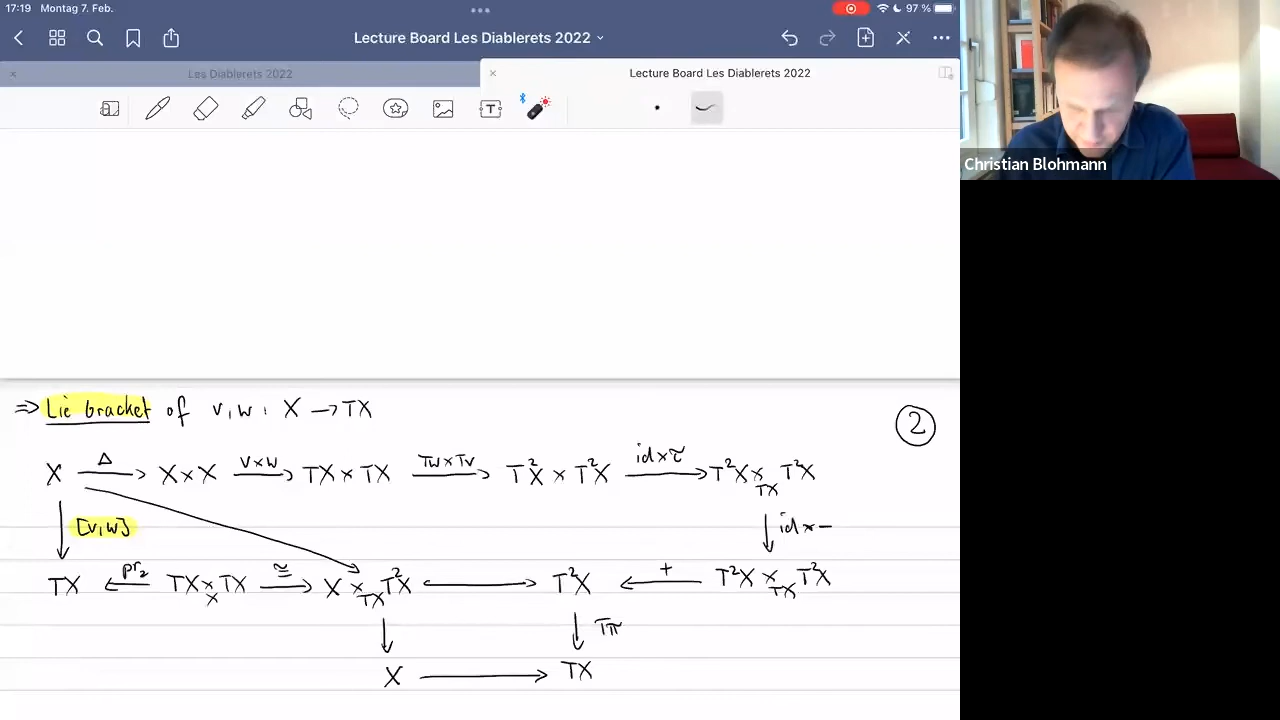 17:19 Montag 7. Feb. 97 %
Lecture Board Les Diablerets 2022
Les Diablerets 2022
Lecture Board Les Diablerets 2022
Christian Blohmann
⇒ Lie bracket of v,w : X → TX
②
X —Δ→ X × X —v×w→ TX × TX —Tw×Tv→ T²X × T²X —id×τ→ T²X ×_TX T²X
↓ [v,w] ↓ id × −
TX ←pr₂— TX ×_X TX —≅→ X ×_TX T²X ⟷ T²X ←+— T²X ×_TX T²X
↓ ↓ Tπ
X ⟶ TX